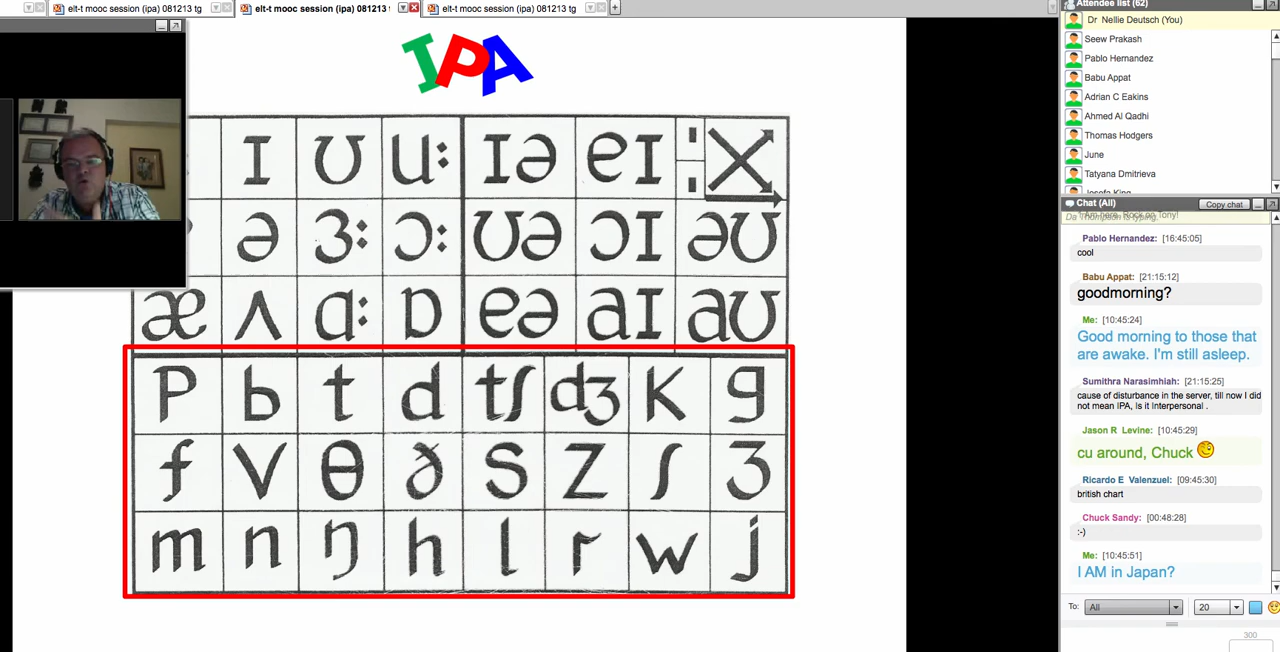 elt-t mooc session (ipa) 081213 tg
elt-t mooc session (ipa) 081213
elt-t mooc session (ipa) 081213 tg
IPA
ɪ ʊ u: ɪə eɪ
ə ɜ: ɔ: ʊə ɔɪ əʊ
æ ʌ ɑ: ɒ eə aɪ aʊ
p b t d tʃ dʒ k g
f v θ ð s z ʃ ʒ
m n ŋ h l r w j
Attendee list (62)
Dr Nellie Deutsch (You)
Seew Prakash
Pablo Hernandez
Babu Appat
Adrian C Eakins
Ahmed Al Qadhi
Thomas Hodgers
June
Tatyana Dmitrieva
Josefa King
Chat (All)
Copy chat
Pablo Hernandez: [16:45:05]
cool
Babu Appat: [21:15:12]
goodmorning?
Me: [10:45:24]
Good morning to those that
are awake. I'm still asleep.
Sumithra Narasimhiah: [21:15:25]
cause of disturbance in the server, till now I did
not mean IPA, is it Interpersonal .
Jason R Levine: [10:45:29]
cu around, Chuck
Ricardo E Valenzuel: [09:45:30]
british chart
Chuck Sandy: [00:48:28]
:-)
Me: [10:45:51]
I AM in Japan?
To: All 20
300